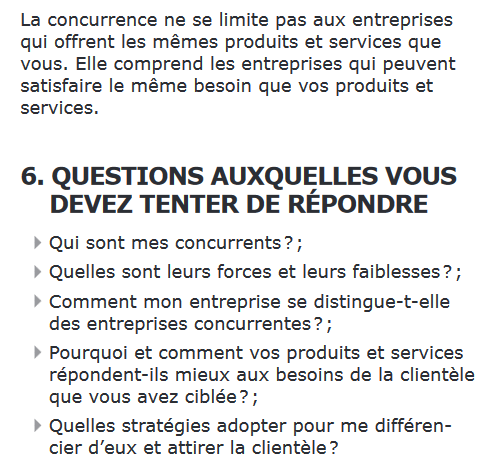 La concurrence ne se limite pas aux entreprises
qui offrent les mêmes produits et services que
vous. Elle comprend les entreprises qui peuvent
satisfaire le même besoin que vos produits et
services.
6. QUESTIONS AUXQUELLES VOUS
DEVEZ TENTER DE RÉPONDRE
Qui sont mes concurrents ? ;
Quelles sont leurs forces et leurs faiblesses ? ;
Comment mon entreprise se distingue-t-elle
des entreprises concurrentes ? ;
Pourquoi et comment vos produits et services
répondent-ils mieux aux besoins de la clientèle
que vous avez ciblée ? ;
Quelles stratégies adopter pour me différen-
cier d’eux et attirer la clientèle ?